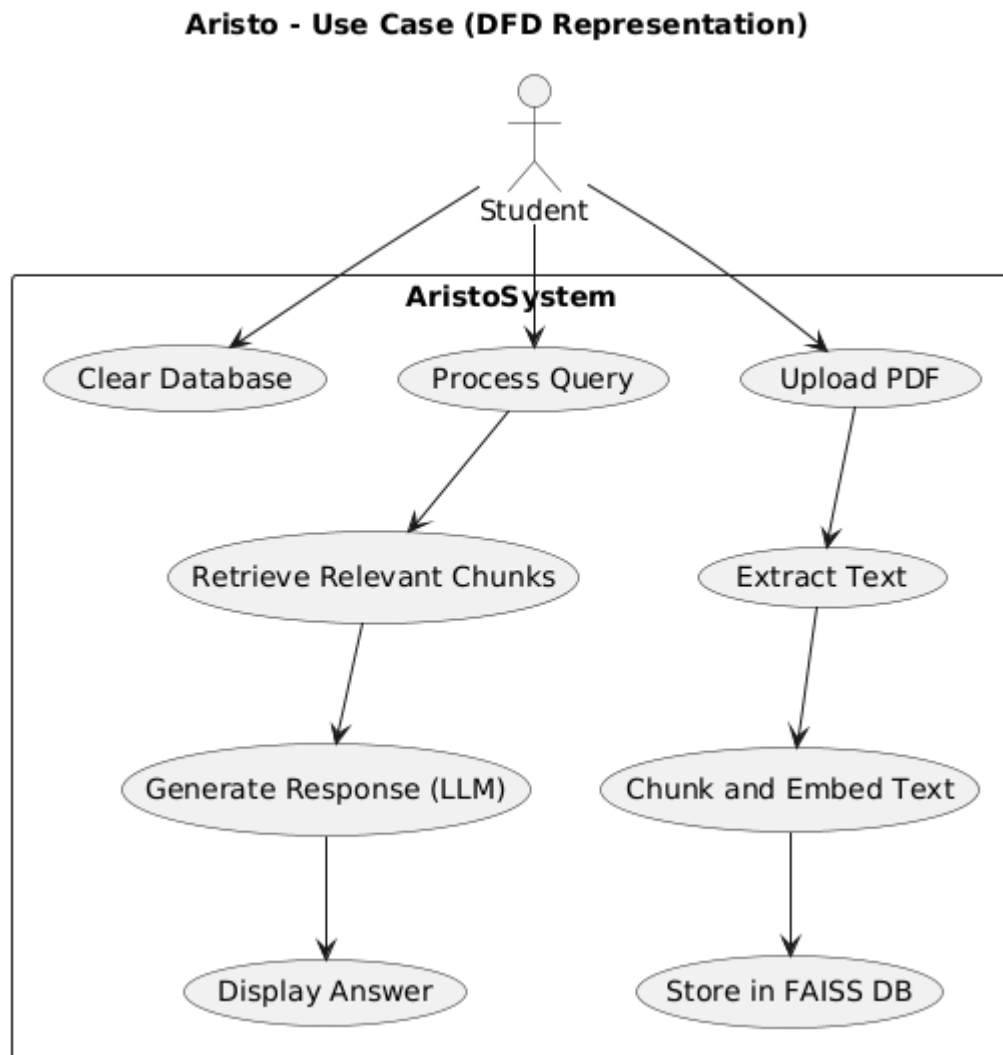 Aristo - Use Case (DFD Representation)
Student
AristoSystem
Clear Database
Process Query
Upload PDF
Retrieve Relevant Chunks
Extract Text
Generate Response (LLM)
Chunk and Embed Text
Display Answer
Store in FAISS DB